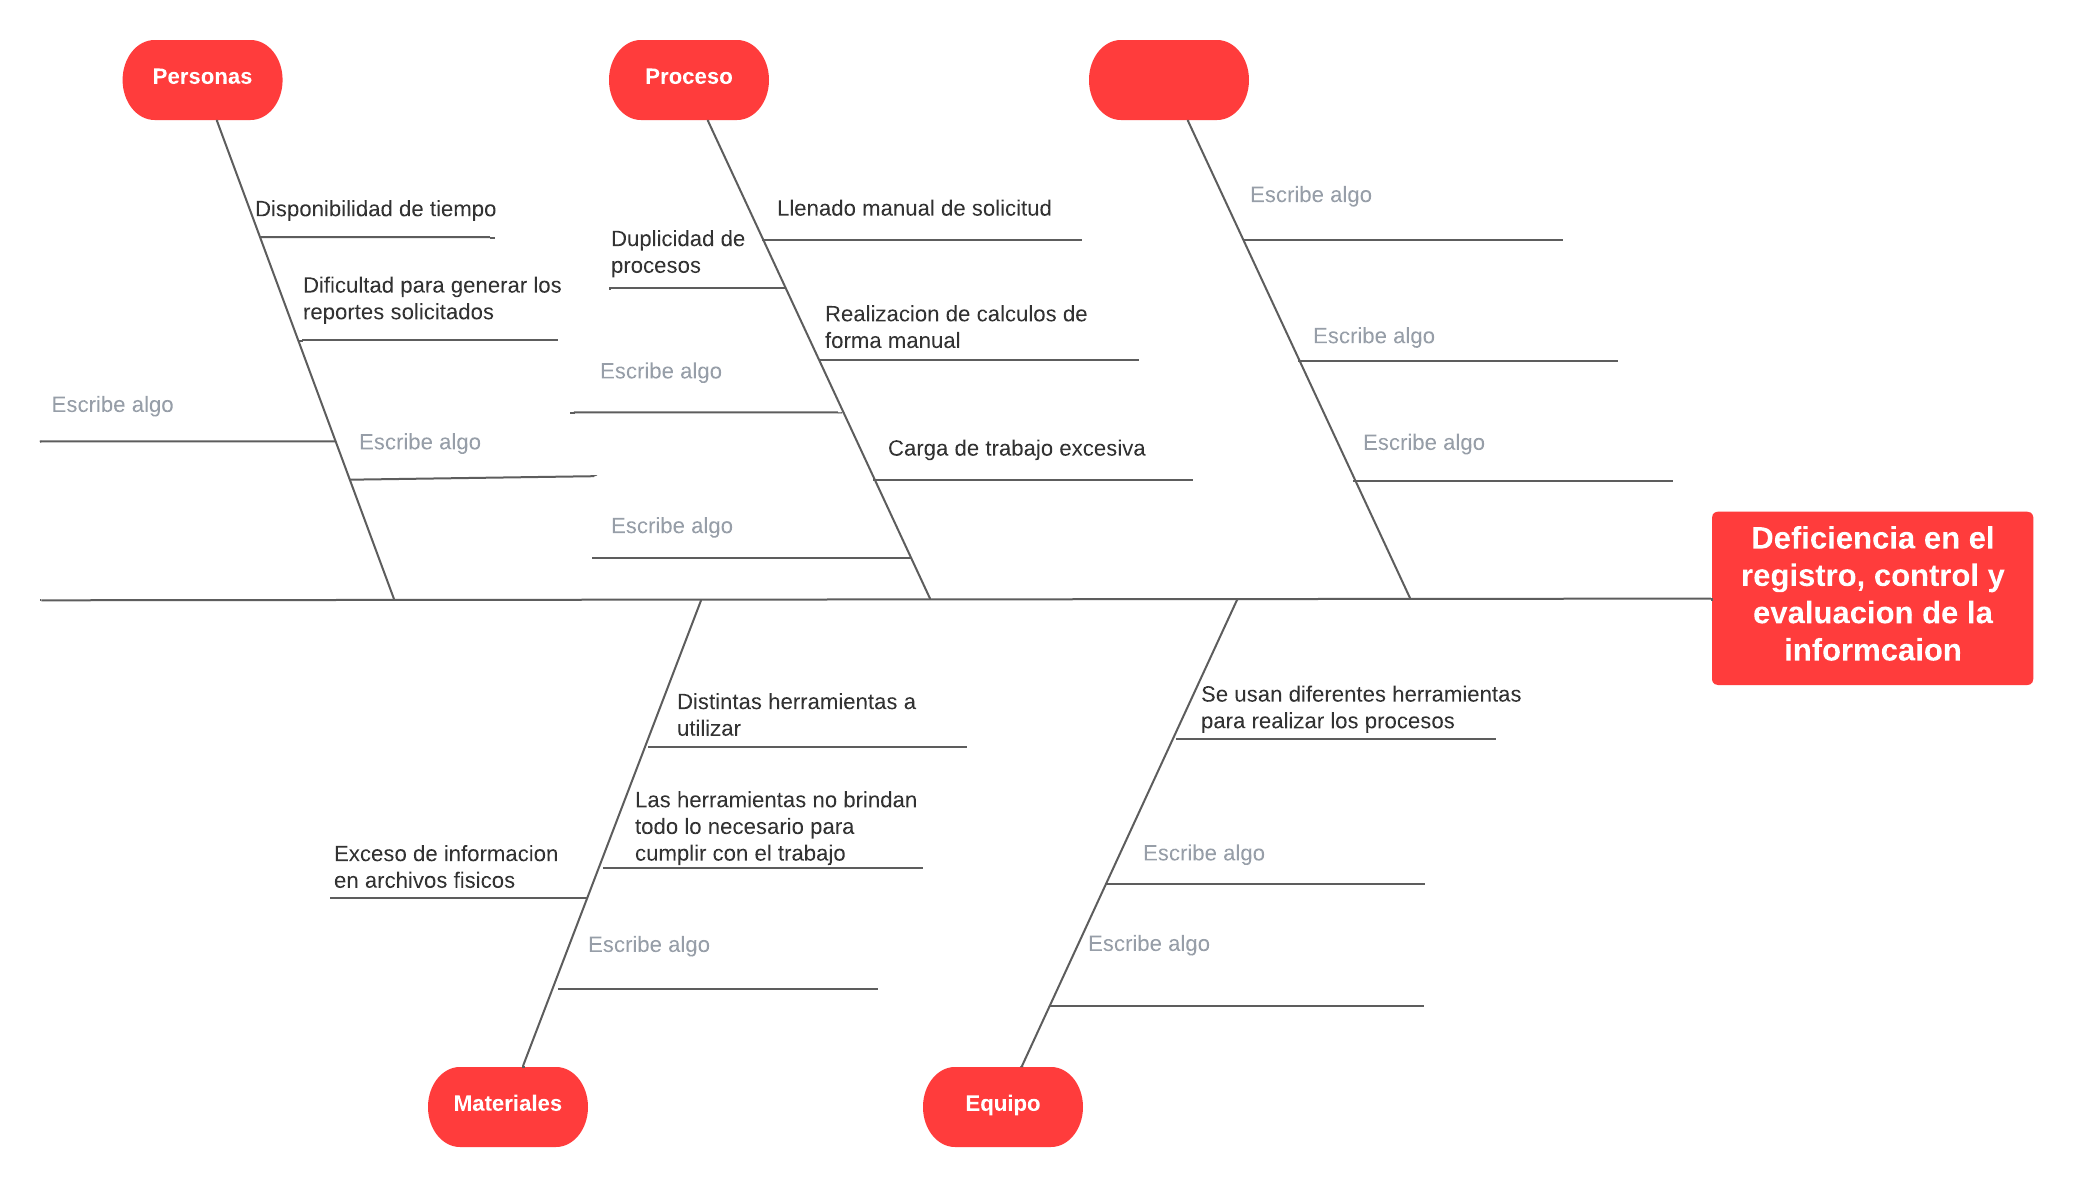 Personas
Proceso
Disponibilidad de tiempo
Dificultad para generar los
reportes solicitados
Escribe algo
Escribe algo
Llenado manual de solicitud
Duplicidad de
procesos
Realizacion de calculos de
forma manual
Escribe algo
Carga de trabajo excesiva
Escribe algo
Escribe algo
Escribe algo
Escribe algo
Deficiencia en el
registro, control y
evaluacion de la
informcaion
Distintas herramientas a
utilizar
Las herramientas no brindan
todo lo necesario para
cumplir con el trabajo
Exceso de informacion
en archivos fisicos
Escribe algo
Se usan diferentes herramientas
para realizar los procesos
Escribe algo
Escribe algo
Materiales
Equipo